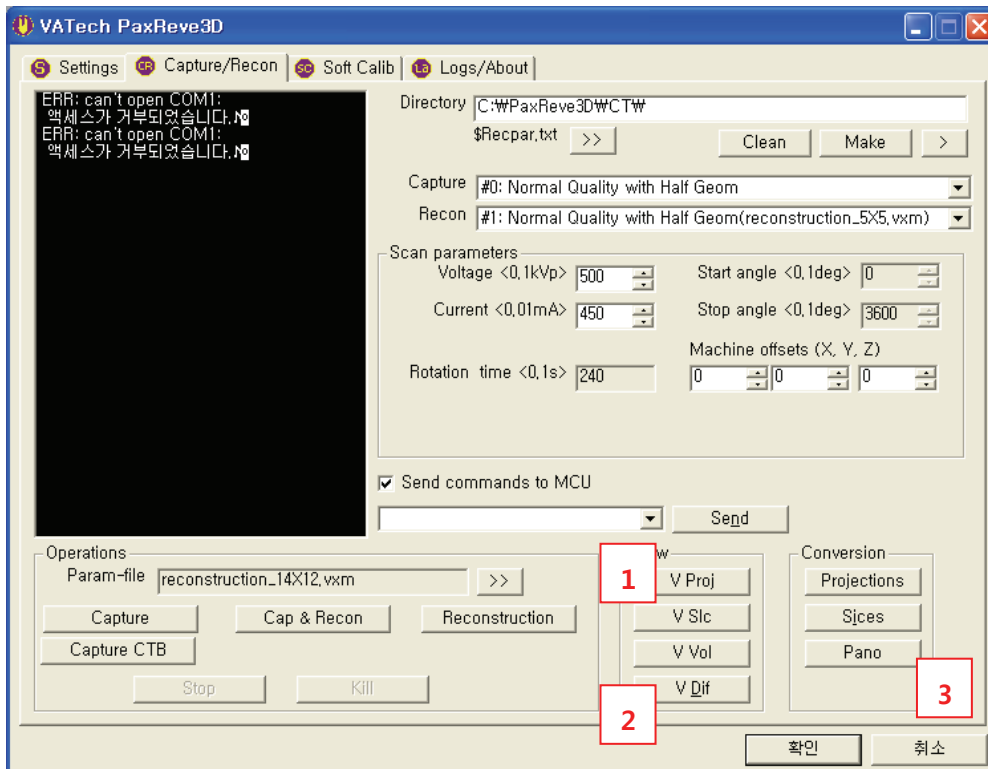 VATech PaxReve3D
Settings Capture/Recon Soft Calib Logs/About
ERR: can't open COM1:
액세스가 거부되었습니다.
ERR: can't open COM1:
액세스가 거부되었습니다.
Directory C:₩PaxReve3D₩CT₩
$Recpar.txt >> Clean Make >
Capture #0: Normal Quality with Half Geom
Recon #1: Normal Quality with Half Geom(reconstruction_5X5.vxm)
Scan parameters
Voltage <0.1kVp> 500 Start angle <0.1deg> 0
Current <0.01mA> 450 Stop angle <0.1deg> 3600
Machine offsets (X, Y, Z)
Rotation time <0.1s> 240 0 0 0
Send commands to MCU
Send
Operations w Conversion
Param-file reconstruction_14X12.vxm >> 1 V Proj Projections
Capture Cap & Recon Reconstruction V Slc Sices
Capture CTB V Vol Pano
Stop Kill 2 V Dif 3
확인 취소